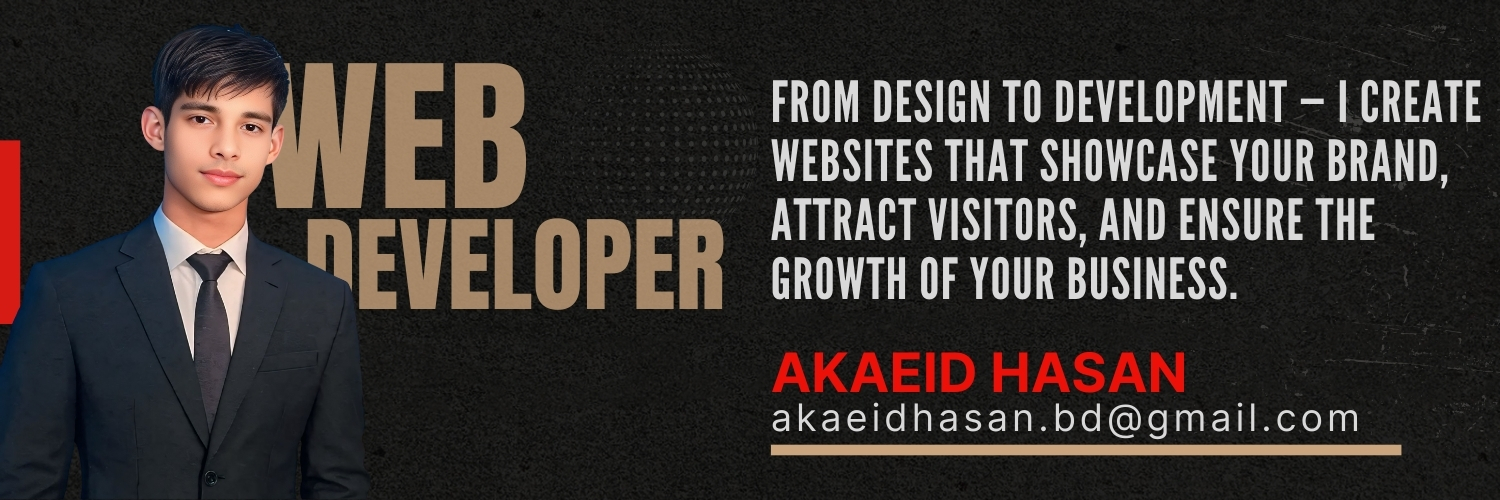 WEB
DEVELOPER
FROM DESIGN TO DEVELOPMENT – I CREATE
WEBSITES THAT SHOWCASE YOUR BRAND,
ATTRACT VISITORS, AND ENSURE THE
GROWTH OF YOUR BUSINESS.
AKAEID HASAN
akaeidhasan.bd@gmail.com